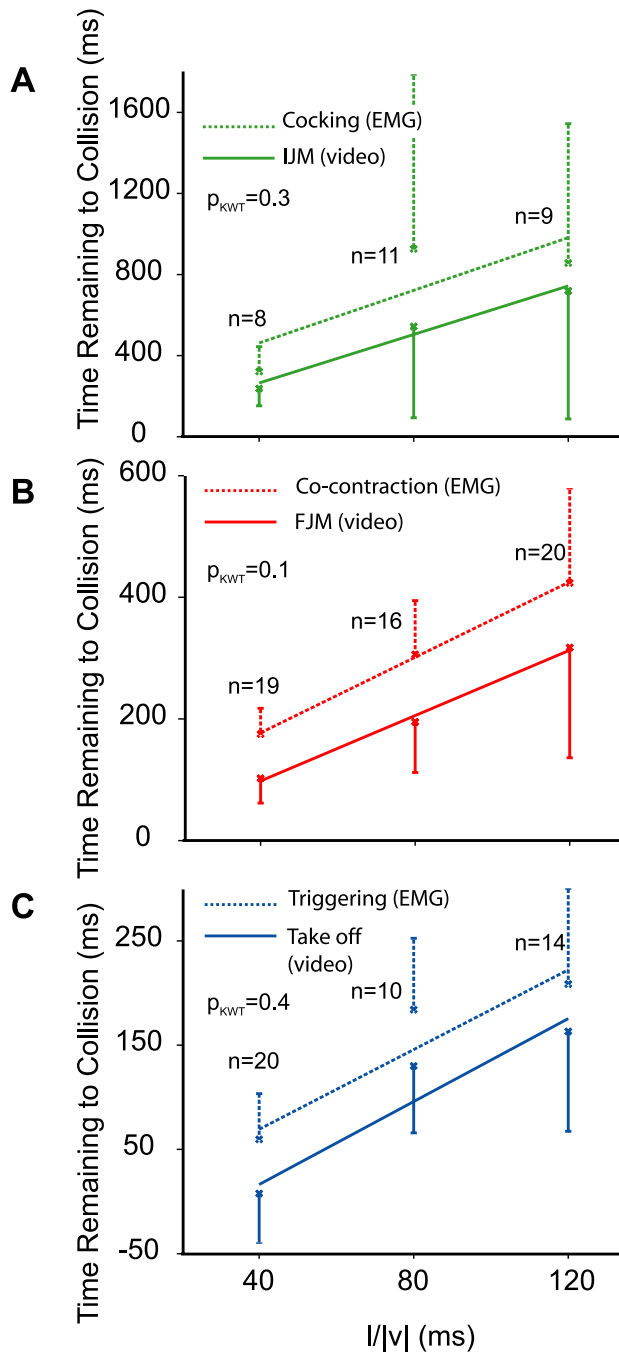 A
Time Remaining to Collision (ms)
1600
1200
800
400
0
Cocking (EMG)
IJM (video)
pKWT=0.3
n=8
n=11
n=9
B
Time Remaining to Collision (ms)
600
400
200
0
Co-contraction (EMG)
FJM (video)
pKWT=0.1
n=19
n=16
n=20
C
Time Remaining to Collision (ms)
250
150
50
-50
Triggering (EMG)
Take off
(video)
pKWT=0.4
n=20
n=10
n=14
40 80 120
l/|v| (ms)